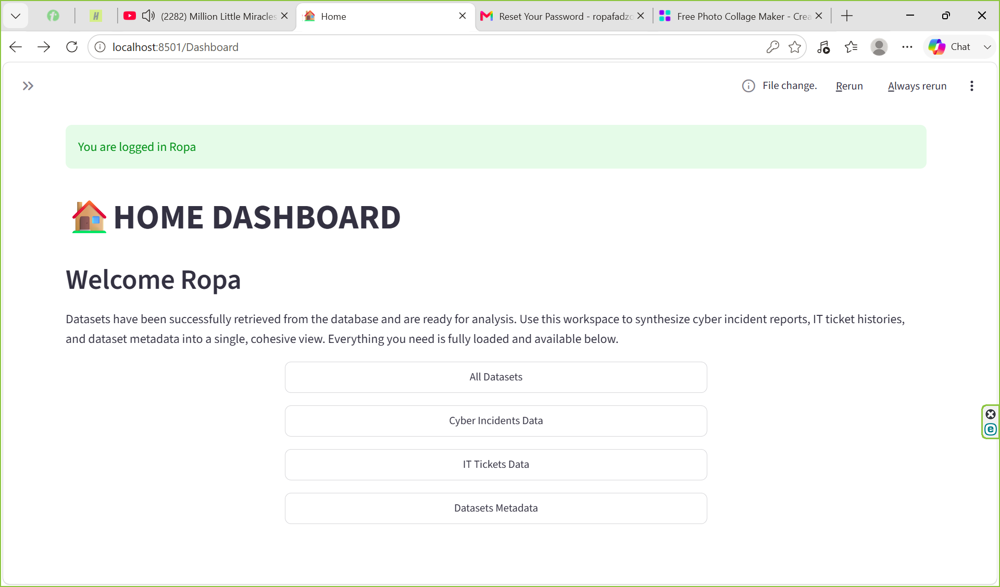 (2282) Million Little Miracles
Home
Reset Your Password - ropafadzo
Free Photo Collage Maker - Crea
localhost:8501/Dashboard
Chat
File change.
Rerun
Always rerun
You are logged in Ropa
HOME DASHBOARD
Welcome Ropa
Datasets have been successfully retrieved from the database and are ready for analysis. Use this workspace to synthesize cyber incident reports, IT ticket histories,
and dataset metadata into a single, cohesive view. Everything you need is fully loaded and available below.
All Datasets
Cyber Incidents Data
IT Tickets Data
Datasets Metadata